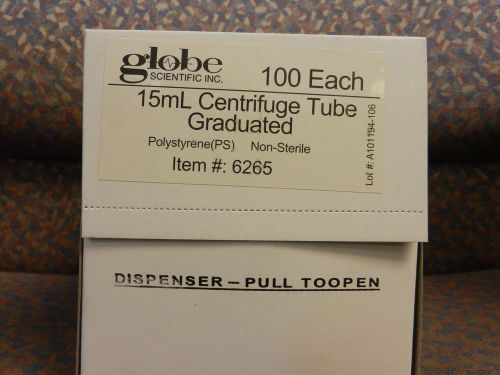 globe
SCIENTIFIC INC.
100 Each
15mL Centrifuge Tube
Graduated
Polystyrene(PS) Non-Sterile
Item #: 6265
Lot #: A101194-106
DISPENSER — PULL TOOPEN